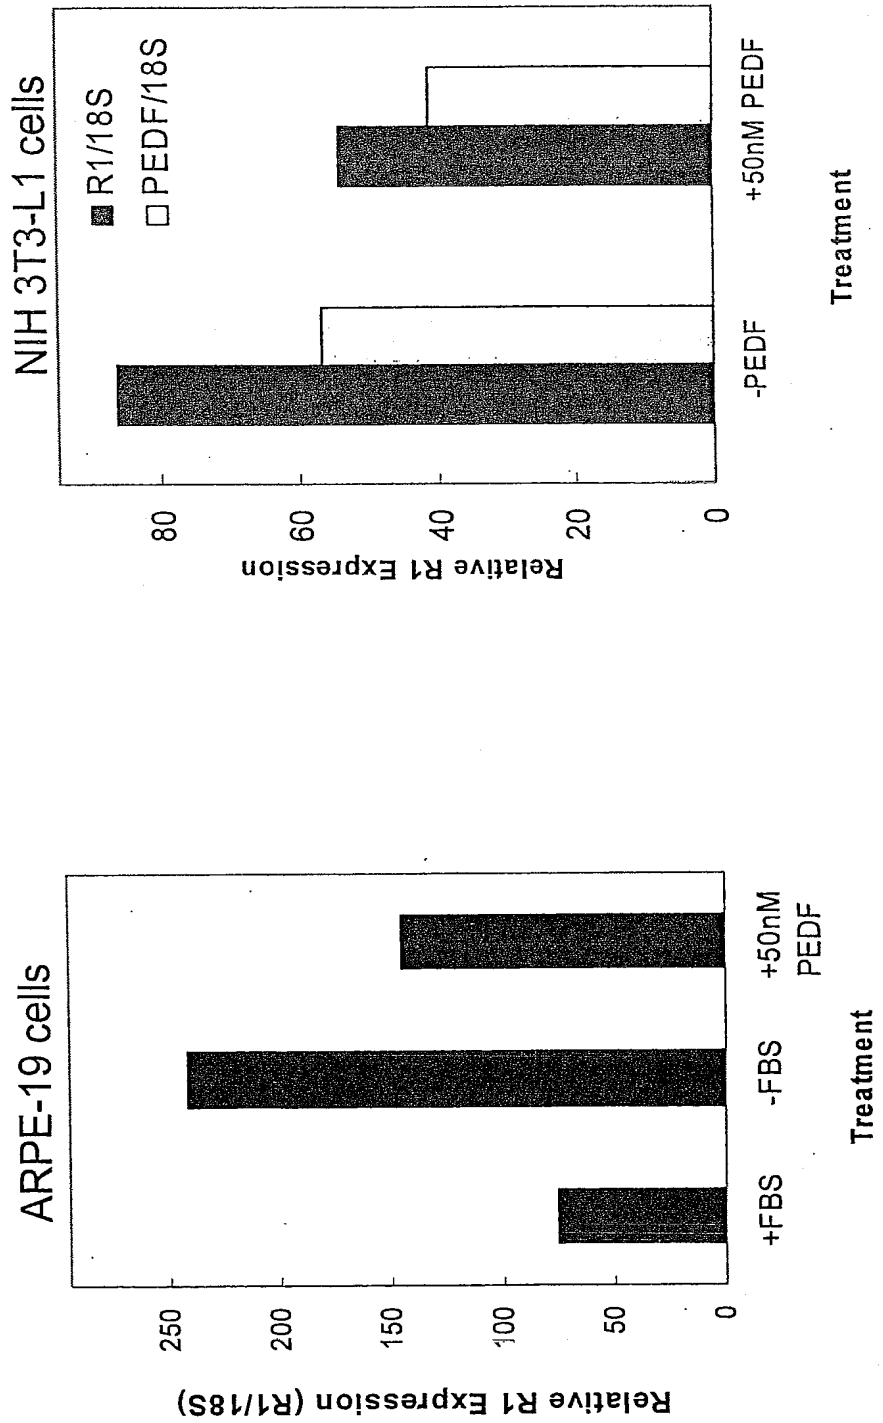 ARPE-19 cells
Relative R1 Expression (R1/18S)
250
200
150
100
50
0
+FBS
-FBS
+50nM
PEDF
Treatment
NIH 3T3-L1 cells
R1/18S
PEDF/18S
Relative R1 Expression
80
60
40
20
0
-PEDF
+50nM PEDF
Treatment